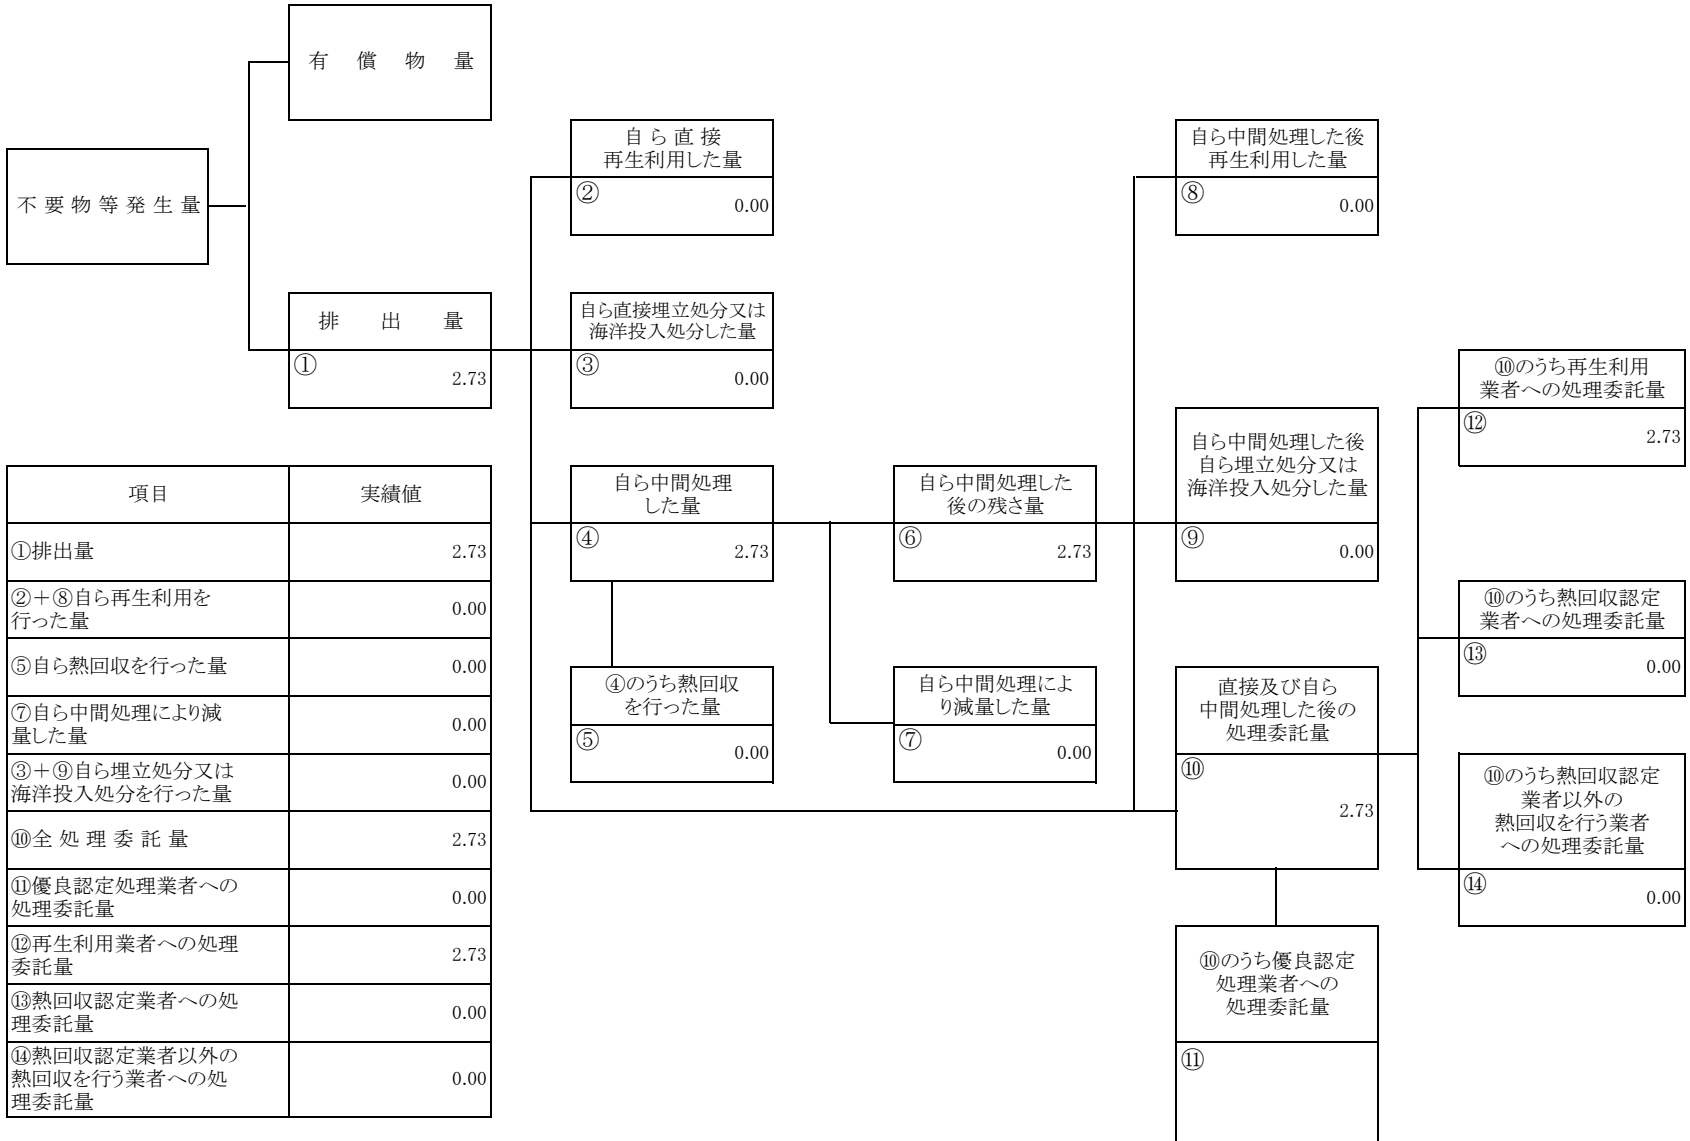 有償物量
不要物等発生量
排出量
①
2.73
自ら直接
再生利用した量
②
0.00
自ら直接埋立処分又は
海洋投入処分した量
③
0.00
自ら中間処理
した量
④
2.73
④のうち熱回収
を行った量
⑤
0.00
自ら中間処理した
後の残さ量
⑥
2.73
自ら中間処理によ
り減量した量
⑦
0.00
自ら中間処理した後
再生利用した量
⑧
0.00
自ら中間処理した後
自ら埋立処分又は
海洋投入処分した量
⑨
0.00
直接及び自ら
中間処理した後の
処理委託量
⑩
2.73
⑩のうち優良認定
処理業者への
処理委託量
⑪
⑩のうち再生利用
業者への処理委託量
⑫
2.73
⑩のうち熱回収認定
業者への処理委託量
⑬
0.00
⑩のうち熱回収認定
業者以外の
熱回収を行う業者
への処理委託量
⑭
0.00
項目 実績値
①排出量 2.73
②＋⑧自ら再生利用を
行った量
0.00
⑤自ら熱回収を行った量 0.00
⑦自ら中間処理により減
量した量
0.00
③＋⑨自ら埋立処分又は
海洋投入処分を行った量
0.00
⑩全処理委託量 2.73
⑪優良認定処理業者への
処理委託量
0.00
⑫再生利用業者への処理
委託量
2.73
⑬熱回収認定業者への処
理委託量
0.00
⑭熱回収認定業者以外の
熱回収を行う業者への処
理委託量
0.00